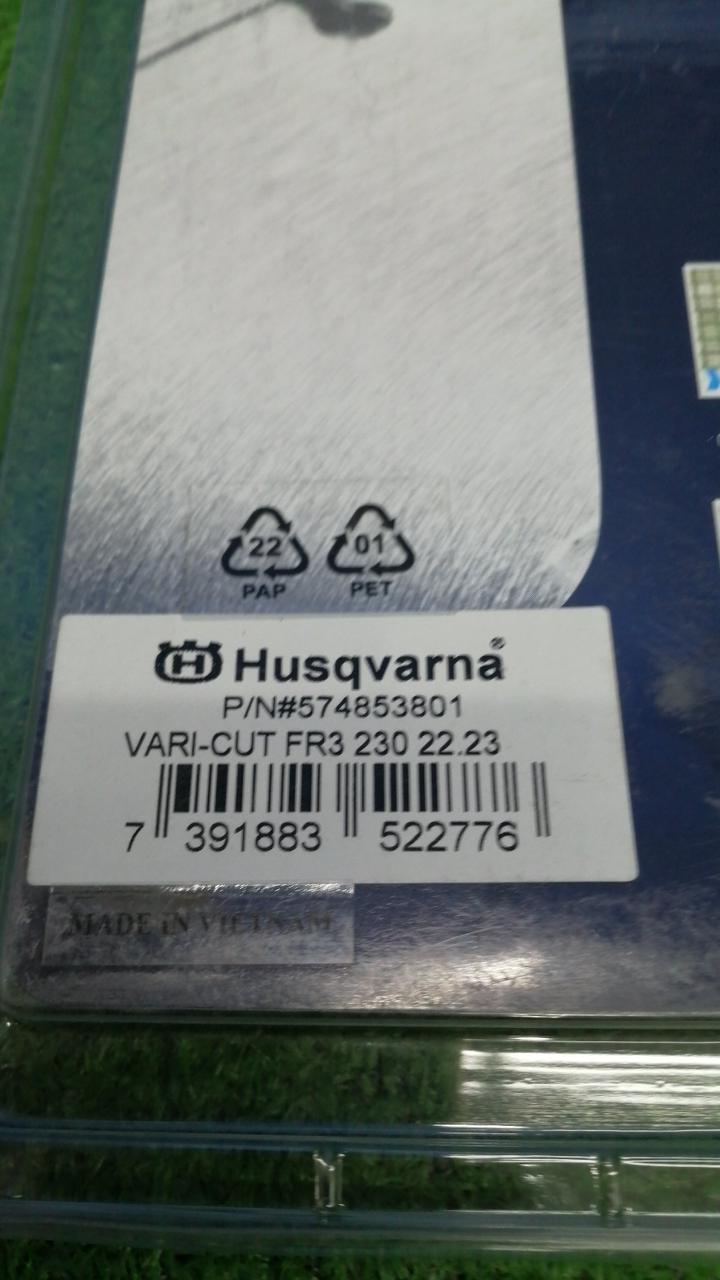 22
PAP
01
PET
Husqvarna®
P/N#574853801
VARI-CUT FR3 230 22.23
7 391883 522776
MADE IN VIETNAM